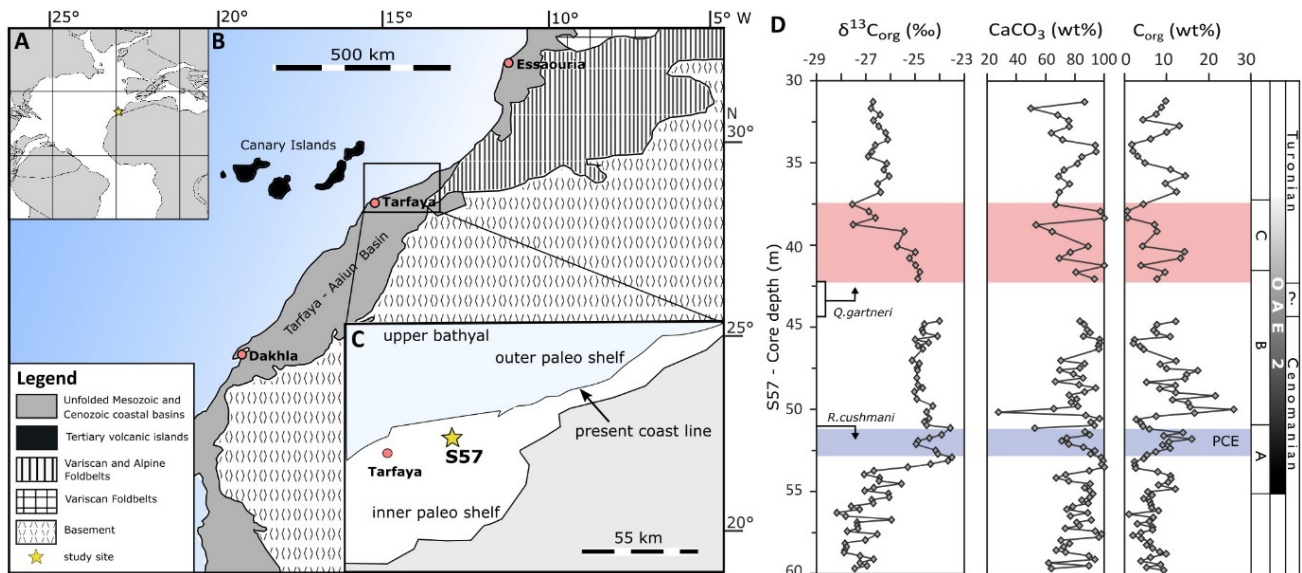 25° 20° 15° 10° 5° W
A
B
500 km
Essaouria
N
30°
Canary Islands
Tarfaya
Tarfaya - Aaiun Basin
Dakhla
25°
20°
Legend
Unfolded Mesozoic and
Cenozoic coastal basins
Tertiary volcanic islands
Variscan and Alpine
Foldbelts
Variscan Foldbelts
Basement
study site
C
upper bathyal
outer paleo shelf
present coast line
S57
Tarfaya
inner paleo shelf
55 km
D
δ¹³Corg (‰) CaCO₃ (wt%) Corg (wt%)
-29 -27 -25 -23 20 40 60 80 100 0 10 20 30
30
35
40
45
50
55
60
S57 - Core depth (m)
Q.gartneri
R.cushmani
PCE
C
B
A
OAE 2
Turonian
?
Cenomanian